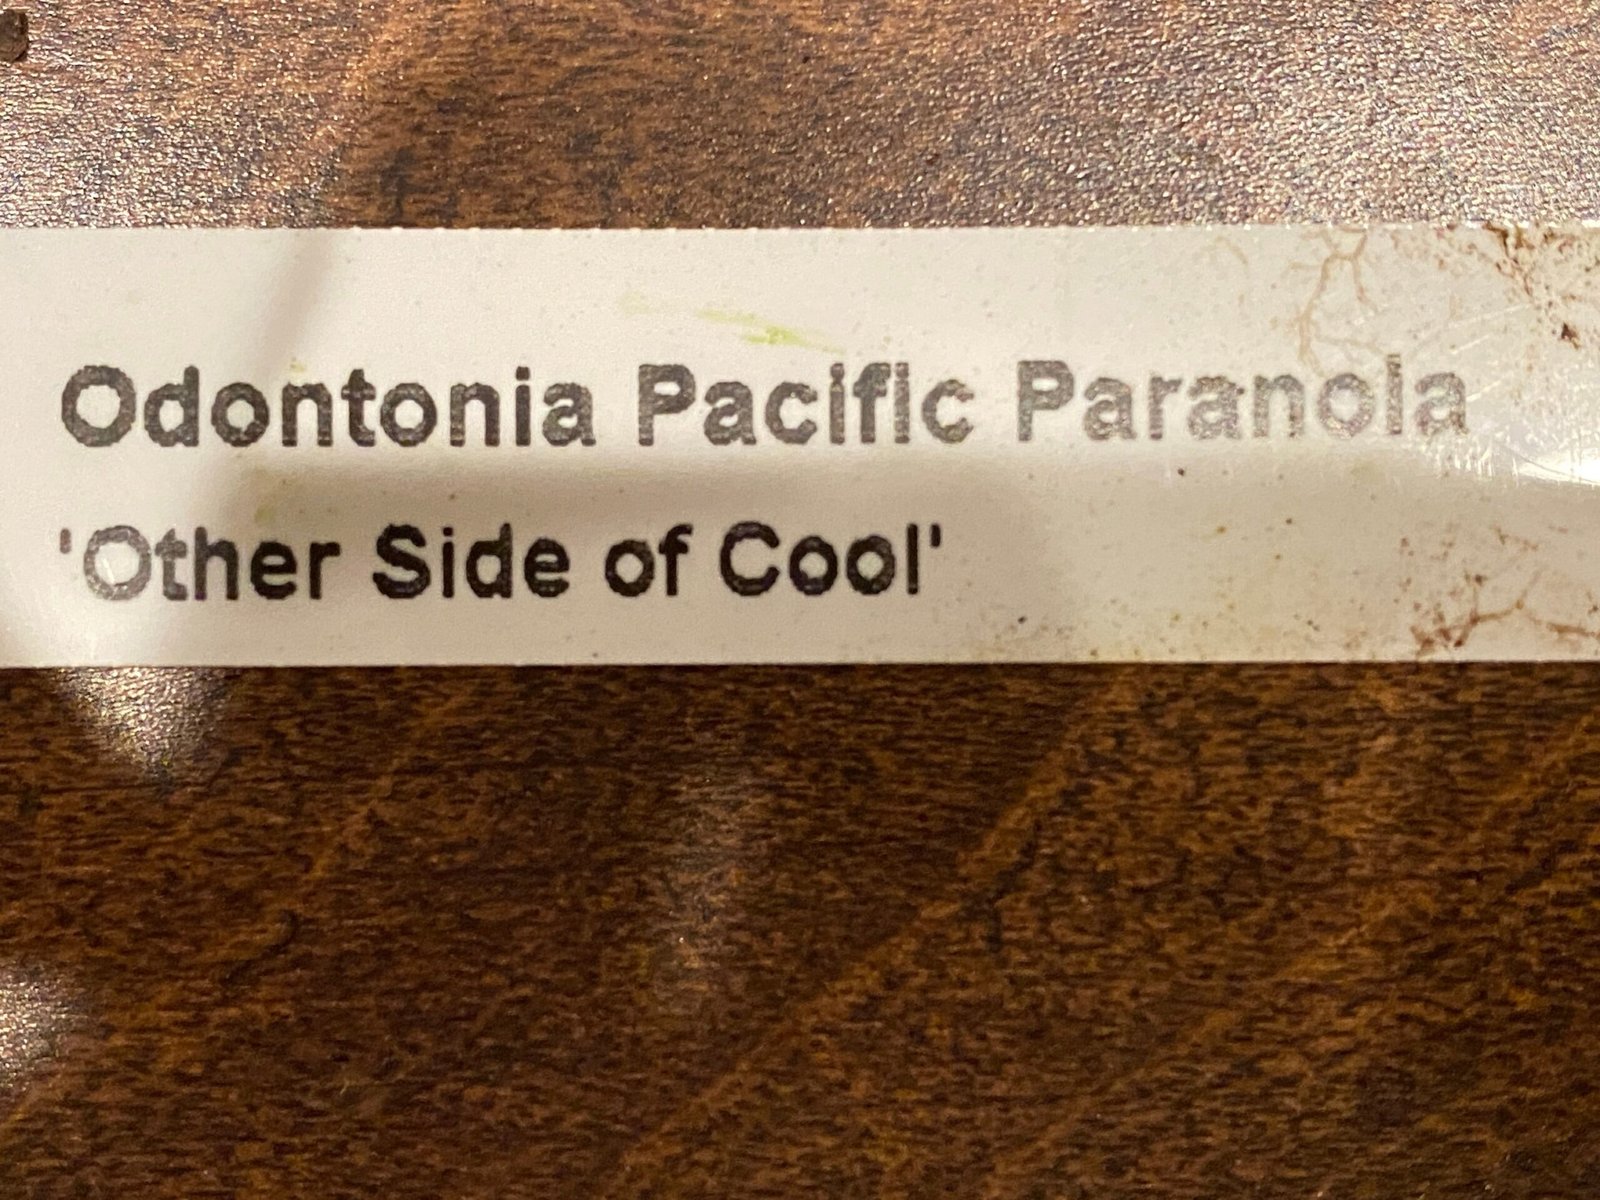 Odontonia Pacific Paranoia
'Other Side of Cool'